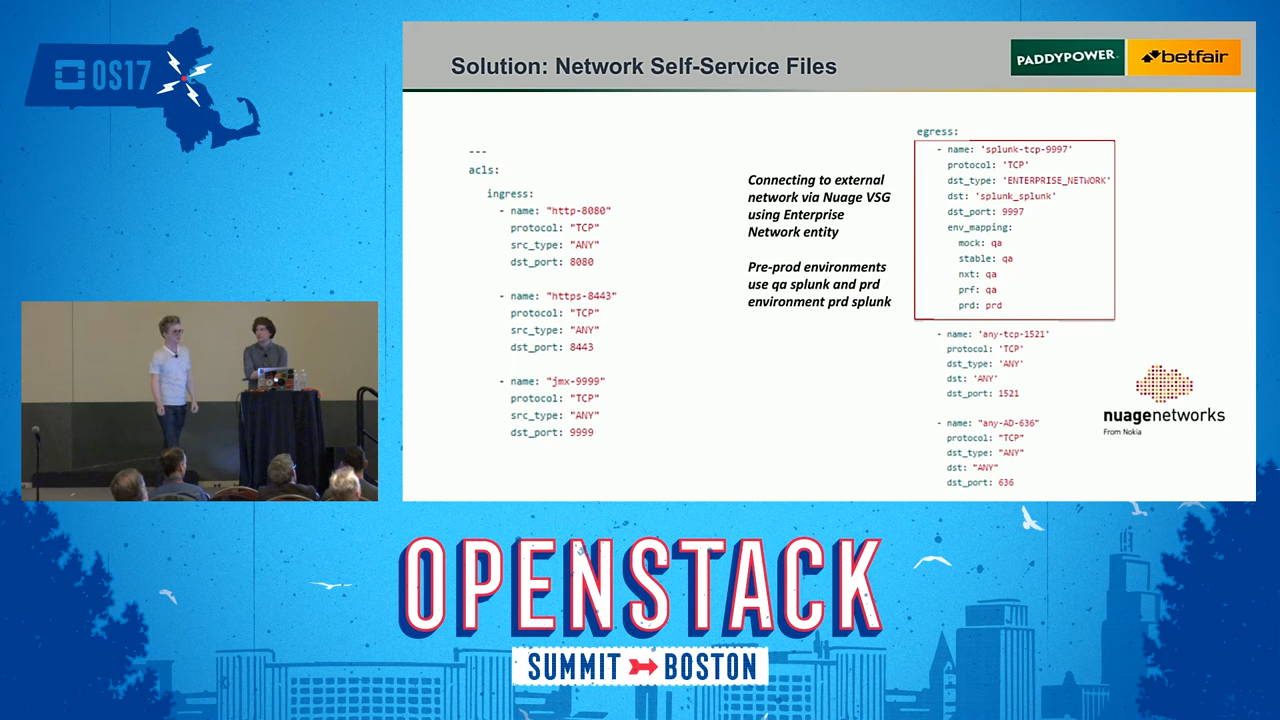 OS17
Solution: Network Self-Service Files
PADDYPOWER.
betfair
---
acls:
ingress:
- name: "http-8080"
protocol: "TCP"
src_type: "ANY"
dst_port: 8080
- name: "https-8443"
protocol: "TCP"
src_type: "ANY"
dst_port: 8443
- name: "jmx-9999"
protocol: "TCP"
src_type: "ANY"
dst_port: 9999
Connecting to external
network via Nuage VSG
using Enterprise
Network entity
Pre-prod environments
use qa splunk and prd
environment prd splunk
egress:
- name: 'splunk-tcp-9997'
protocol: 'TCP'
dst_type: 'ENTERPRISE_NETWORK'
dst: 'splunk_splunk'
dst_port: 9997
env_mapping:
mock: qa
stable: qa
nxt: qa
prf: qa
prd: prd
- name: 'any-tcp-1521'
protocol: 'TCP'
dst_type: 'ANY'
dst: 'ANY'
dst_port: 1521
- name: "any-AD-636"
protocol: "TCP"
dst_type: "ANY"
dst: "ANY"
dst_port: 636
nuagenetworks
From Nokia
OPENSTACK
SUMMIT BOSTON